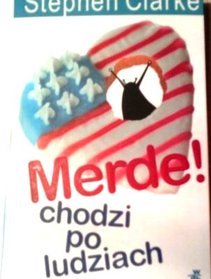 Stephen Clarke
Merde!
chodzi
po
ludziach